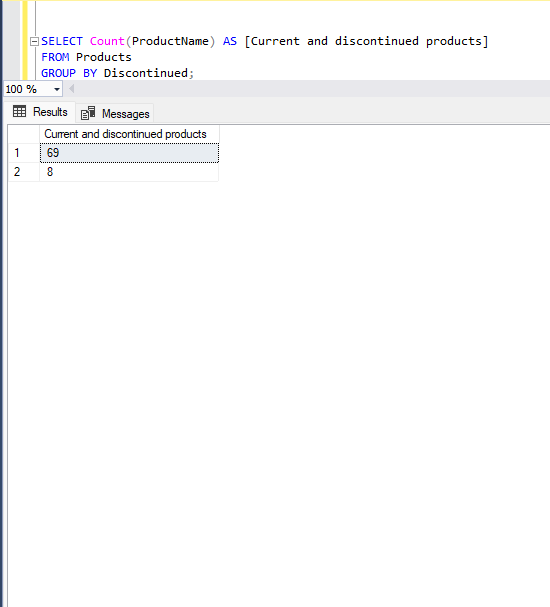 SELECT Count(ProductName) AS [Current and discontinued products]
FROM Products
GROUP BY Discontinued;
100 %
Results Messages
Current and discontinued products
1 69
2 8